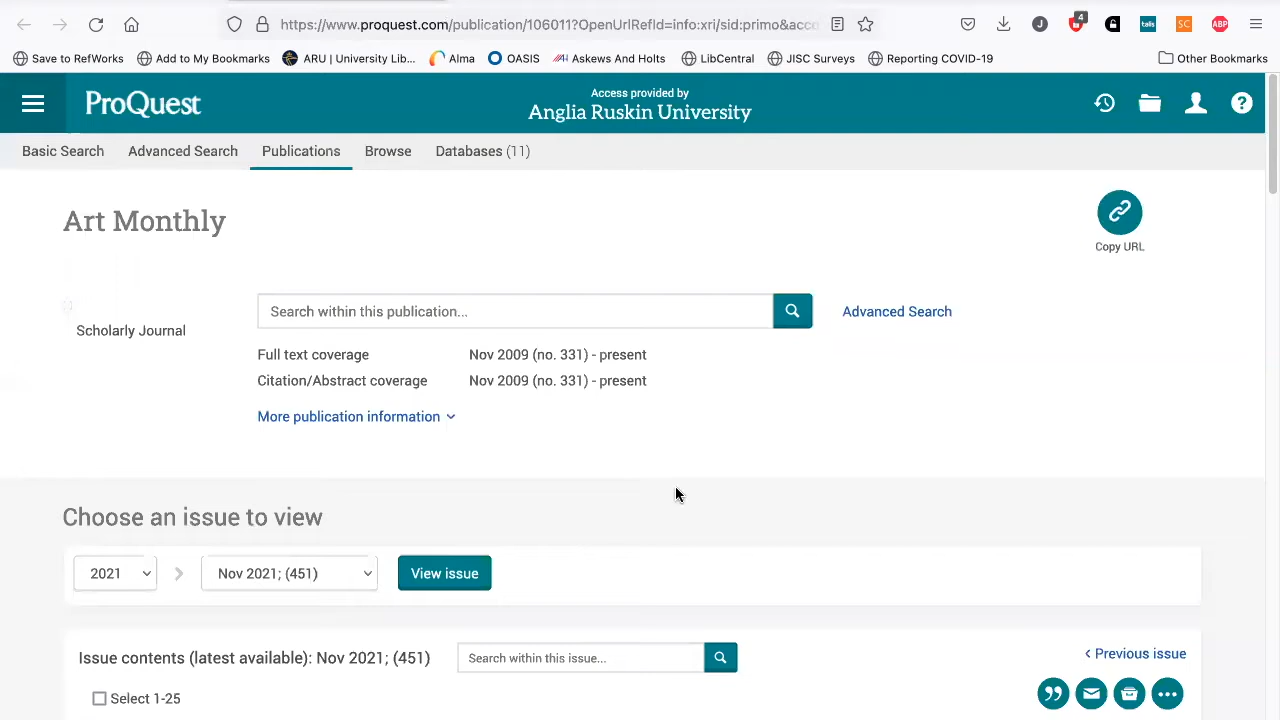 https://www.proquest.com/publication/106011?OpenUrlRefId=info:xri/sid:primo&acce
J
4
talis
SC
ABP
Save to RefWorks
Add to My Bookmarks
ARU | University Lib...
Alma
OASIS
Askews And Holts
LibCentral
JISC Surveys
Reporting COVID-19
Other Bookmarks
ProQuest
Access provided by
Anglia Ruskin University
Basic Search
Advanced Search
Publications
Browse
Databases (11)
Art Monthly
Copy URL
Scholarly Journal
Search within this publication...
Advanced Search
Full text coverage
Nov 2009 (no. 331) - present
Citation/Abstract coverage
Nov 2009 (no. 331) - present
More publication information
Choose an issue to view
2021
Nov 2021; (451)
View issue
Issue contents (latest available): Nov 2021; (451)
Search within this issue...
< Previous issue
Select 1-25